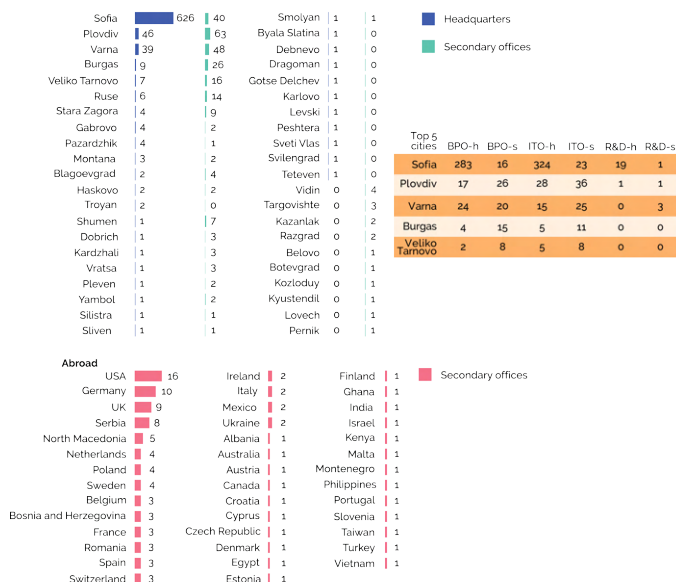 Sofia 626 40
Plovdiv 46 63
Varna 39 48
Burgas 9 26
Veliko Tarnovo 7 16
Ruse 6 14
Stara Zagora 4 9
Gabrovo 4 2
Pazardzhik 4 1
Montana 3 2
Blagoevgrad 2 4
Haskovo 2 2
Troyan 2 0
Shumen 1 7
Dobrich 1 3
Kardzhali 1 3
Vratsa 1 3
Pleven 1 2
Yambol 1 2
Silistra 1 1
Sliven 1 1
Smolyan 1 1
Byala Slatina 1 0
Debnevo 1 0
Dragoman 1 0
Gotse Delchev 1 0
Karlovo 1 0
Levski 1 0
Peshtera 1 0
Sveti Vlas 1 0
Svilengrad 1 0
Teteven 1 0
Vidin 0 4
Targovishte 0 3
Kazanlak 0 2
Razgrad 0 2
Belovo 0 1
Botevgrad 0 1
Kozloduy 0 1
Kyustendil 0 1
Lovech 0 1
Pernik 0 1
Headquarters
Secondary offices
Top 5
cities BPO-h BPO-s ITO-h ITO-s R&D-h R&D-s
Sofia 283 16 324 23 19 1
Plovdiv 17 26 28 36 1 1
Varna 24 20 15 25 0 3
Burgas 4 15 5 11 0 0
Veliko
Tarnovo 2 8 5 8 0 0
Abroad
USA 16
Germany 10
UK 9
Serbia 8
North Macedonia 5
Netherlands 4
Poland 4
Sweden 4
Belgium 3
Bosnia and Herzegovina 3
France 3
Romania 3
Spain 3
Switzerland 3
Ireland 2
Italy 2
Mexico 2
Ukraine 2
Albania 1
Australia 1
Austria 1
Canada 1
Croatia 1
Cyprus 1
Czech Republic 1
Denmark 1
Egypt 1
Estonia 1
Finland 1
Ghana 1
India 1
Israel 1
Kenya 1
Malta 1
Montenegro 1
Philippines 1
Portugal 1
Slovenia 1
Taiwan 1
Turkey 1
Vietnam 1
Secondary offices